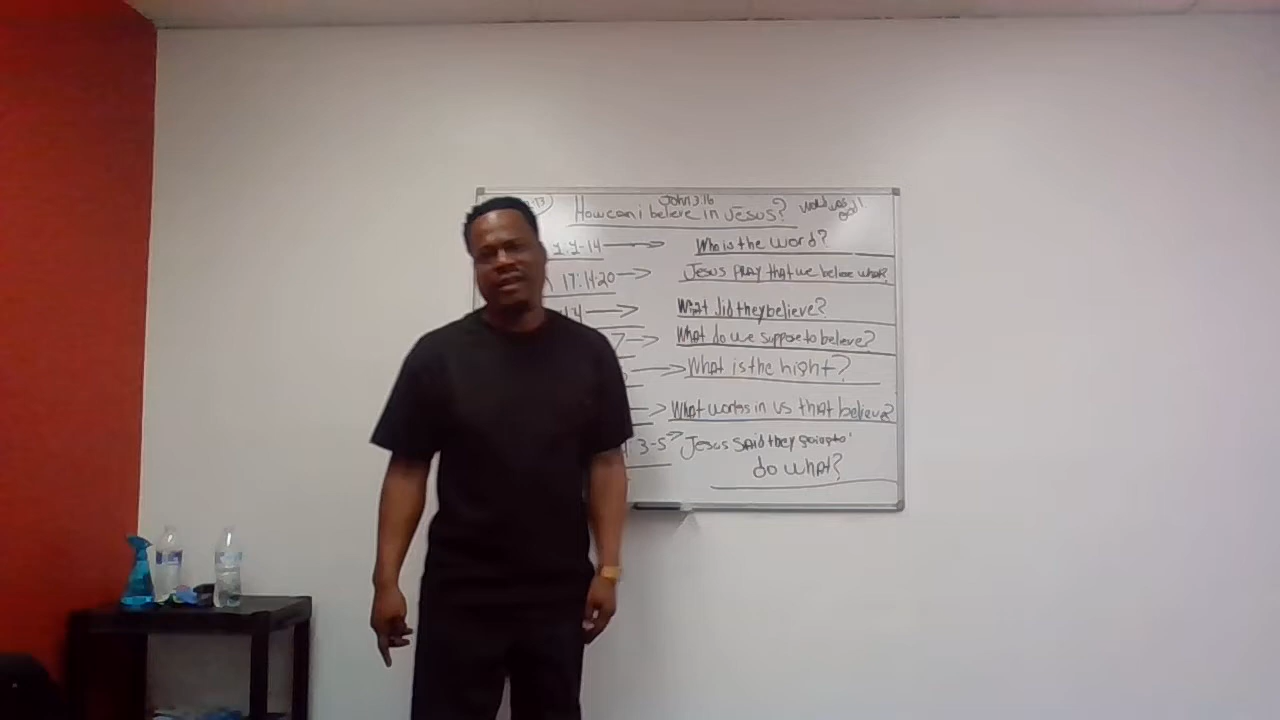 John 3:16
How can i believe in Jesus?
1-14 → Who is the word?
17:14-20 → Jesus PRAY that we believe what?
→ What did they believe?
7 → What do we suppose to believe?
→ What is the hight?
→ What works in us that believe?
3-5 → Jesus said they going to
do what?